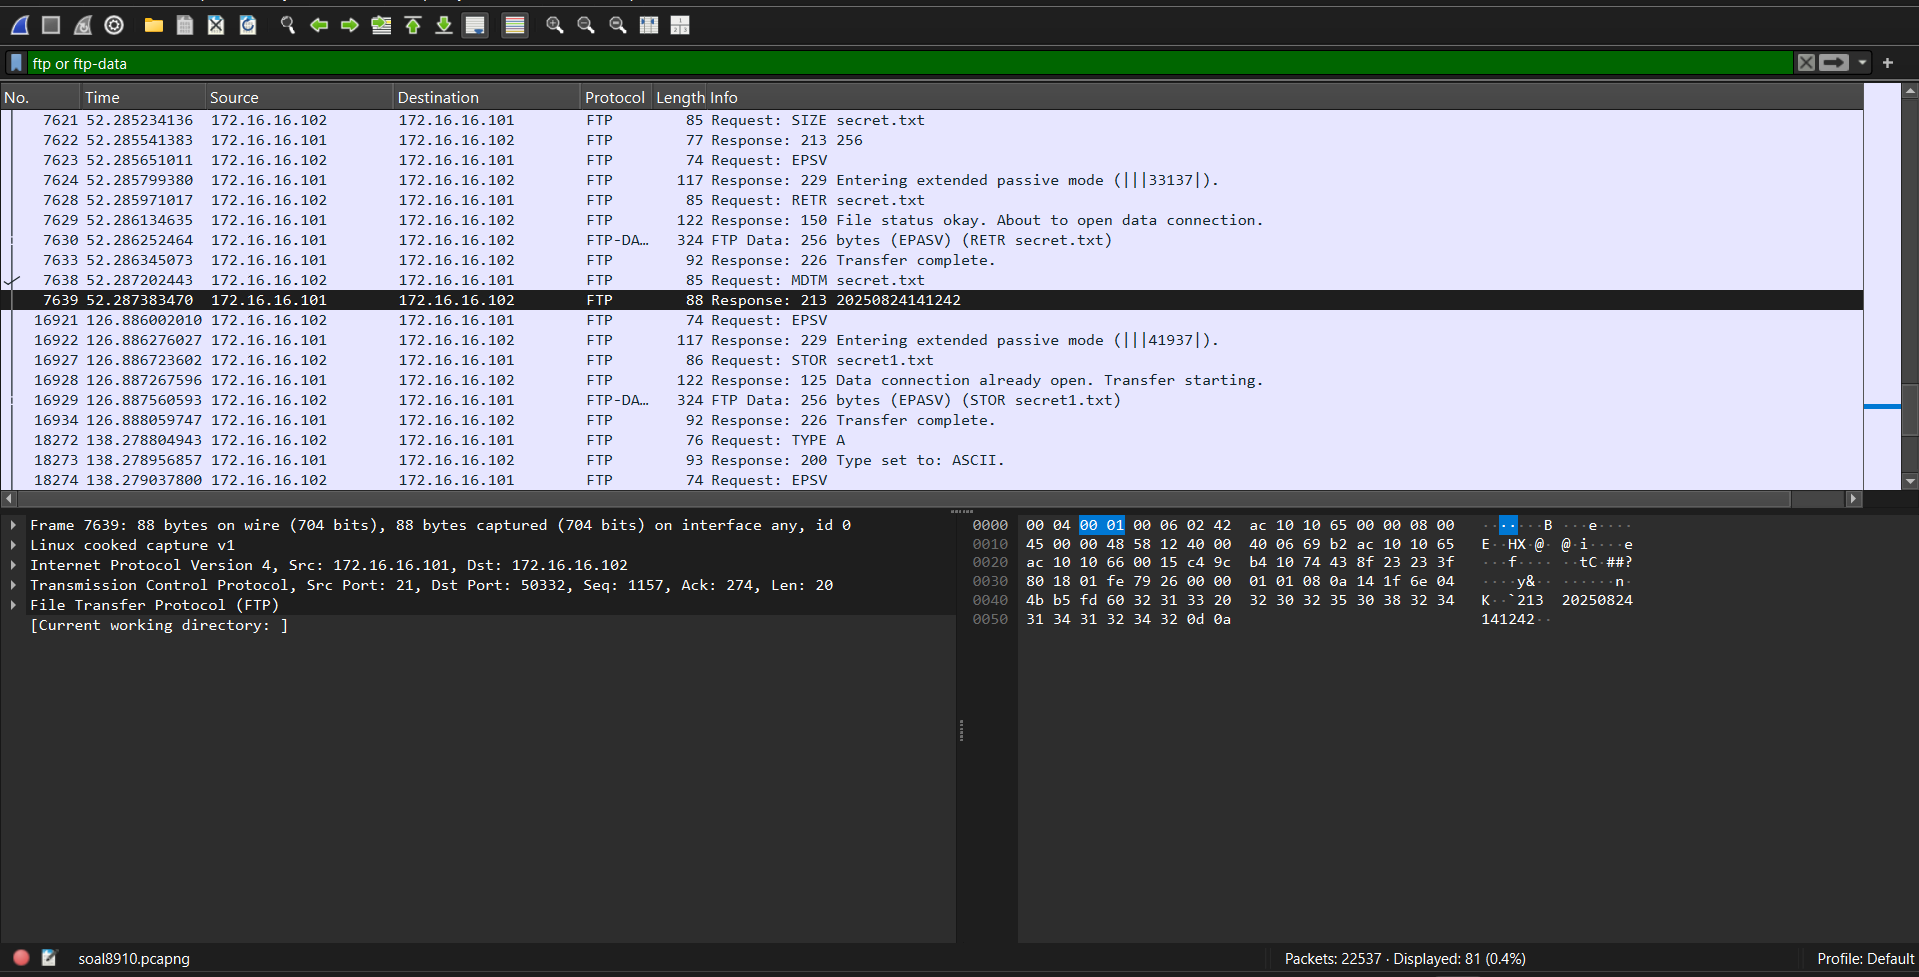 ftp or ftp-data
No. Time Source Destination Protocol Length Info
7621 52.285234136 172.16.16.102 172.16.16.101 FTP 85 Request: SIZE secret.txt
7622 52.285541383 172.16.16.101 172.16.16.102 FTP 77 Response: 213 256
7623 52.285651011 172.16.16.102 172.16.16.101 FTP 74 Request: EPSV
7624 52.285799380 172.16.16.101 172.16.16.102 FTP 117 Response: 229 Entering extended passive mode (|||33137|).
7628 52.285971017 172.16.16.102 172.16.16.101 FTP 85 Request: RETR secret.txt
7629 52.286134635 172.16.16.101 172.16.16.102 FTP 122 Response: 150 File status okay. About to open data connection.
7630 52.286252464 172.16.16.101 172.16.16.102 FTP-DA… 324 FTP Data: 256 bytes (EPASV) (RETR secret.txt)
7633 52.286345073 172.16.16.101 172.16.16.102 FTP 92 Response: 226 Transfer complete.
7638 52.287202443 172.16.16.102 172.16.16.101 FTP 85 Request: MDTM secret.txt
7639 52.287383470 172.16.16.101 172.16.16.102 FTP 88 Response: 213 20250824141242
16921 126.886002010 172.16.16.102 172.16.16.101 FTP 74 Request: EPSV
16922 126.886276027 172.16.16.101 172.16.16.102 FTP 117 Response: 229 Entering extended passive mode (|||41937|).
16927 126.886723602 172.16.16.102 172.16.16.101 FTP 86 Request: STOR secret1.txt
16928 126.887267596 172.16.16.101 172.16.16.102 FTP 122 Response: 125 Data connection already open. Transfer starting.
16929 126.887560593 172.16.16.102 172.16.16.101 FTP-DA… 324 FTP Data: 256 bytes (EPASV) (STOR secret1.txt)
16934 126.888059747 172.16.16.101 172.16.16.102 FTP 92 Response: 226 Transfer complete.
18272 138.278804943 172.16.16.102 172.16.16.101 FTP 76 Request: TYPE A
18273 138.278956857 172.16.16.101 172.16.16.102 FTP 93 Response: 200 Type set to: ASCII.
18274 138.279037800 172.16.16.102 172.16.16.101 FTP 74 Request: EPSV
Frame 7639: 88 bytes on wire (704 bits), 88 bytes captured (704 bits) on interface any, id 0
Linux cooked capture v1
Internet Protocol Version 4, Src: 172.16.16.101, Dst: 172.16.16.102
Transmission Control Protocol, Src Port: 21, Dst Port: 50332, Seq: 1157, Ack: 274, Len: 20
File Transfer Protocol (FTP)
[Current working directory: ]
0000 00 04 00 01 00 06 02 42 ac 10 10 65 00 00 08 00 ·······B ···e····
0010 45 00 00 48 58 12 40 00 40 06 69 b2 ac 10 10 65 E··HX·@· @·i····e
0020 ac 10 10 66 00 15 c4 9c b4 10 74 43 8f 23 23 3f ···f···· ··tC·##?
0030 80 18 01 fe 79 26 00 00 01 01 08 0a 14 1f 6e 04 ····y&·· ······n·
0040 4b b5 fd 60 32 31 33 20 32 30 32 35 30 38 32 34 K··`213 20250824
0050 31 34 31 32 34 32 0d 0a 141242··
soal8910.pcapng
Packets: 22537 · Displayed: 81 (0.4%)
Profile: Default